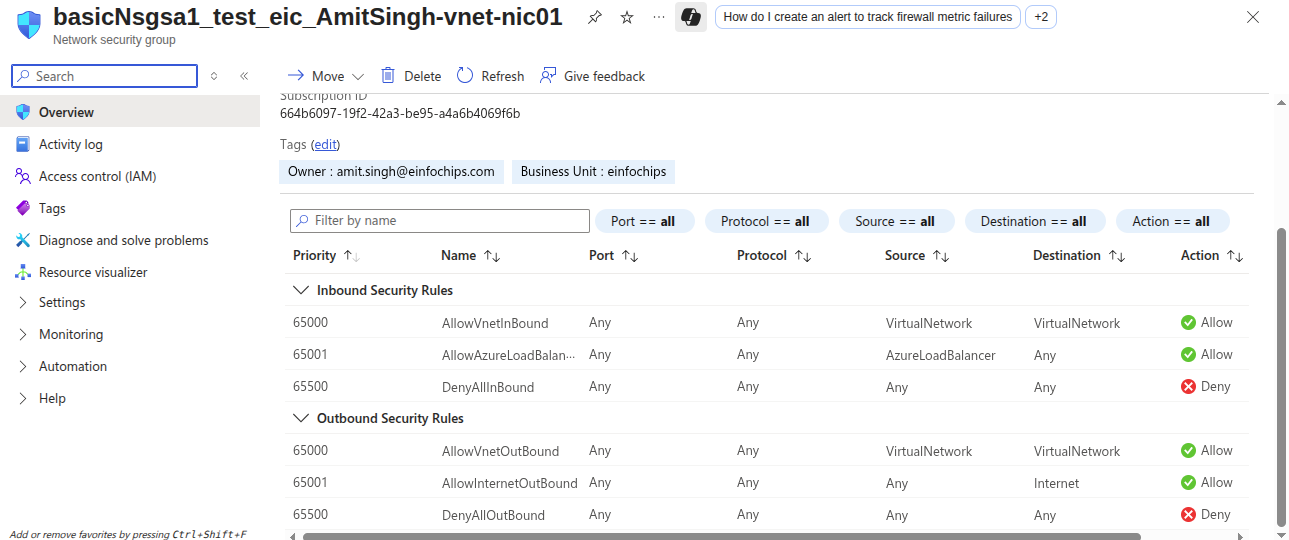 basicNsgsa1_test_eic_AmitSingh-vnet-nic01
Network security group
How do I create an alert to track firewall metric failures
+2
Search
Move
Delete
Refresh
Give feedback
Overview
Activity log
Access control (IAM)
Tags
Diagnose and solve problems
Resource visualizer
Settings
Monitoring
Automation
Help
Add or remove favorites by pressing Ctrl+Shift+F
Subscription ID
664b6097-19f2-42a3-be95-a4a6b4069f6b
Tags (edit)
Owner : amit.singh@einfochips.com Business Unit : einfochips
Filter by name Port == all Protocol == all Source == all Destination == all Action == all
Priority Name Port Protocol Source Destination Action
Inbound Security Rules
65000 AllowVnetInBound Any Any VirtualNetwork VirtualNetwork Allow
65001 AllowAzureLoadBalan··· Any Any AzureLoadBalancer Any Allow
65500 DenyAllInBound Any Any Any Any Deny
Outbound Security Rules
65000 AllowVnetOutBound Any Any VirtualNetwork VirtualNetwork Allow
65001 AllowInternetOutBound Any Any Any Internet Allow
65500 DenyAllOutBound Any Any Any Any Deny